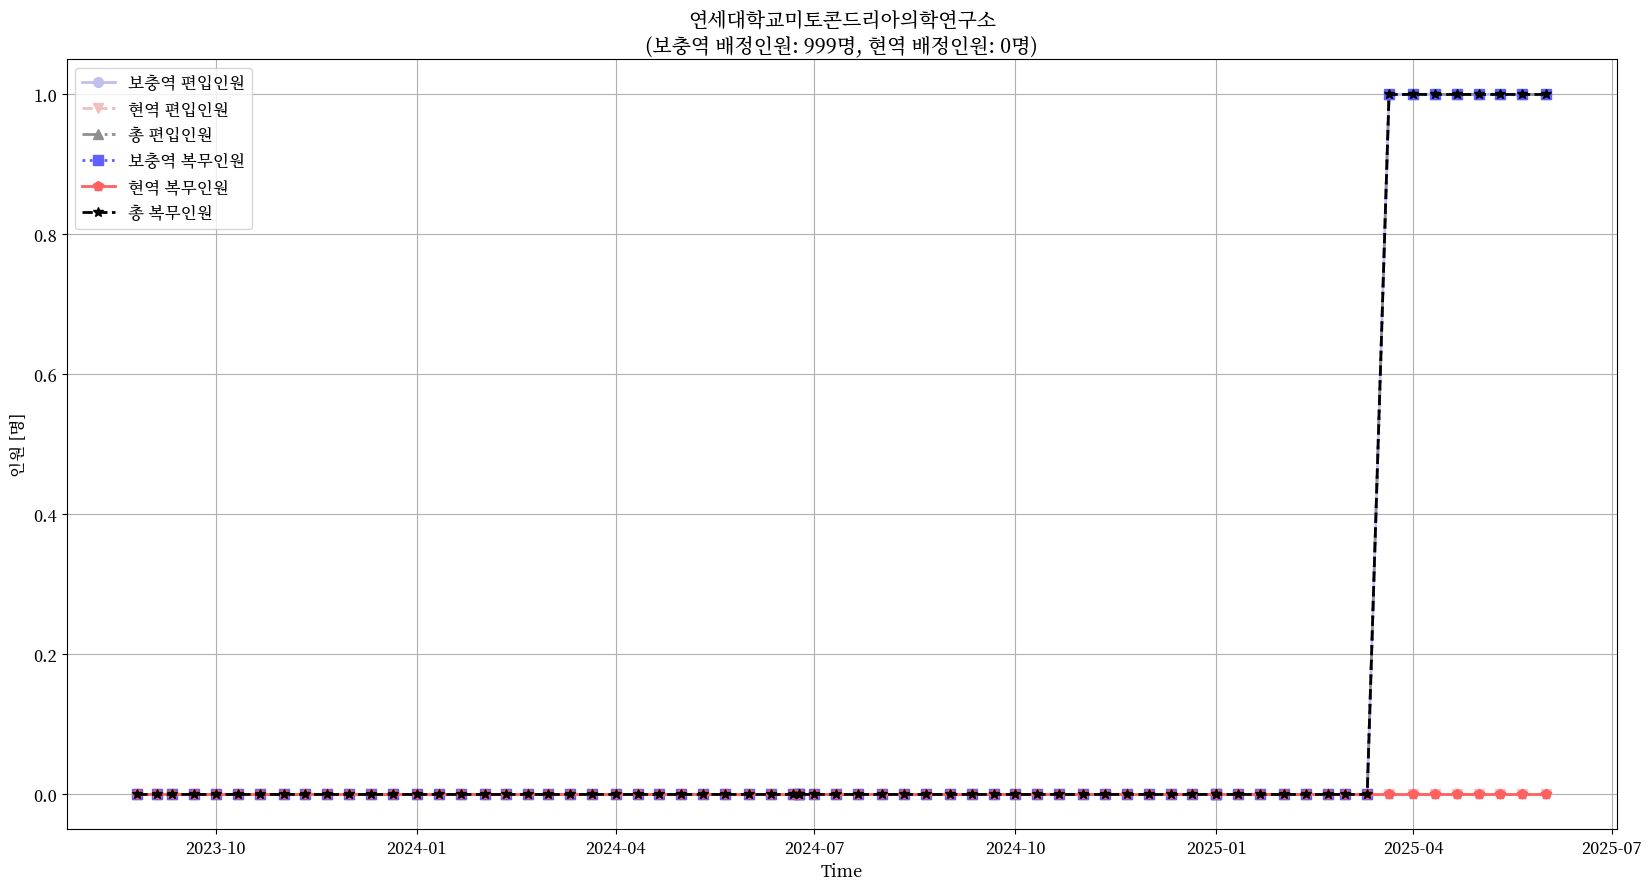 연세대학교미토콘드리아의학연구소
(보충역 배정인원: 999명, 현역 배정인원: 0명)
보충역 편입인원
현역 편입인원
총 편입인원
보충역 복무인원
현역 복무인원
총 복무인원
인원 [명]
1.0
0.8
0.6
0.4
0.2
0.0
2023-10
2024-01
2024-04
2024-07
2024-10
2025-01
2025-04
2025-07
Time